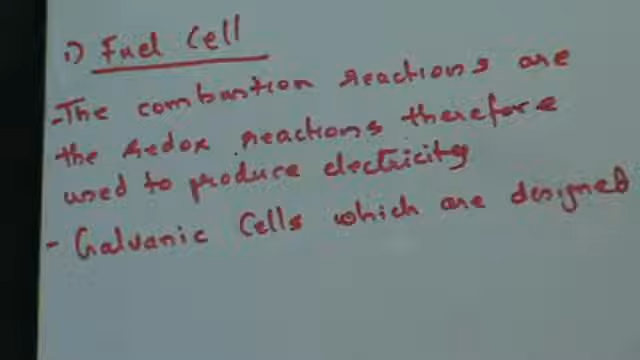 1) Fuel Cell
- The combustion reactions are
the redox reactions therefore
used to produce electricity
- Galvanic Cells which are designed